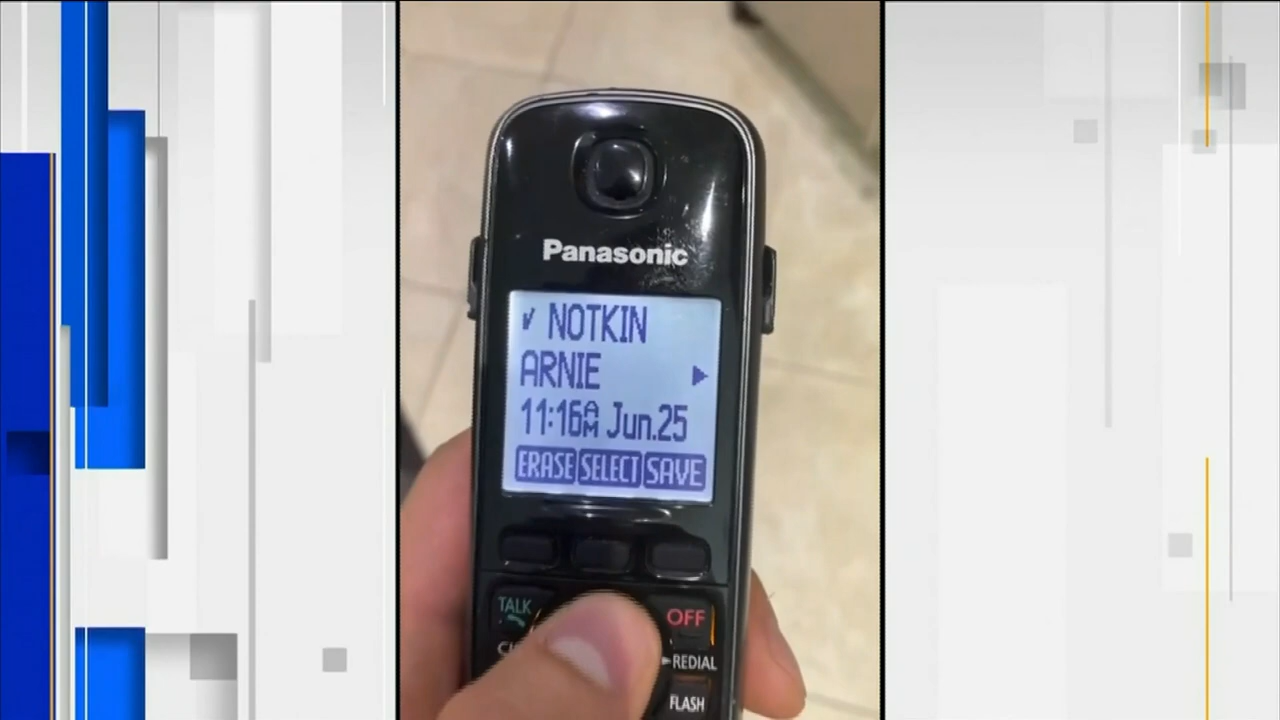 Panasonic
✓ NOTKIN
ARNIE ▶
11:16AM Jun.25
ERASE SELECT SAVE
TALK OFF
REDIAL
FLASH